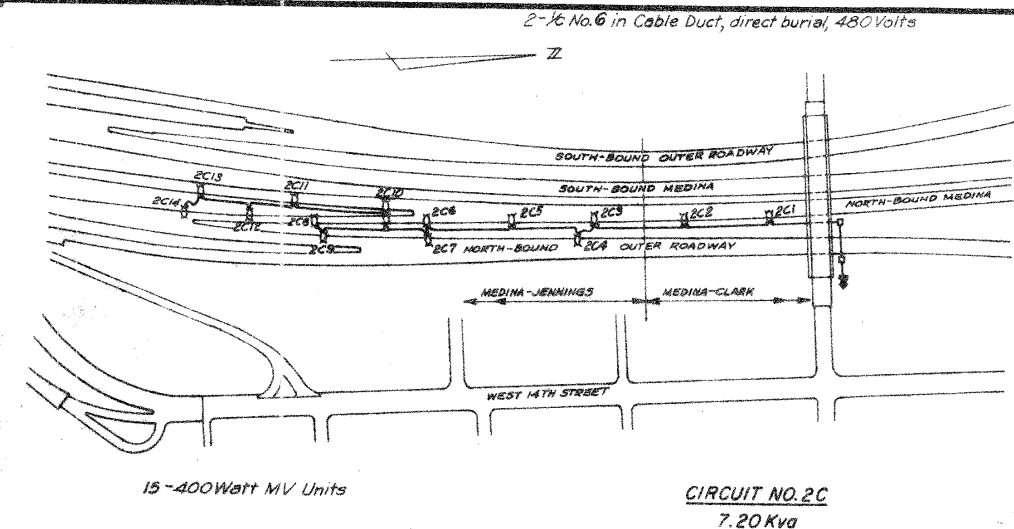 2-1/C No.6 in Cable Duct, direct burial, 480 Volts
Z
SOUTH-BOUND OUTER ROADWAY
SOUTH-BOUND MEDINA
NORTH-BOUND MEDINA
2C13
2C11
2C10
2C14
2C12
2C8
2C6
2C5
2C3
2C2
2C1
2C9
2C7
NORTH-BOUND OUTER ROADWAY
2C4
MEDINA-JENNINGS
MEDINA-CLARK
WEST 14TH STREET
15-400 Watt MV Units
CIRCUIT NO. 2C
7.20 Kva